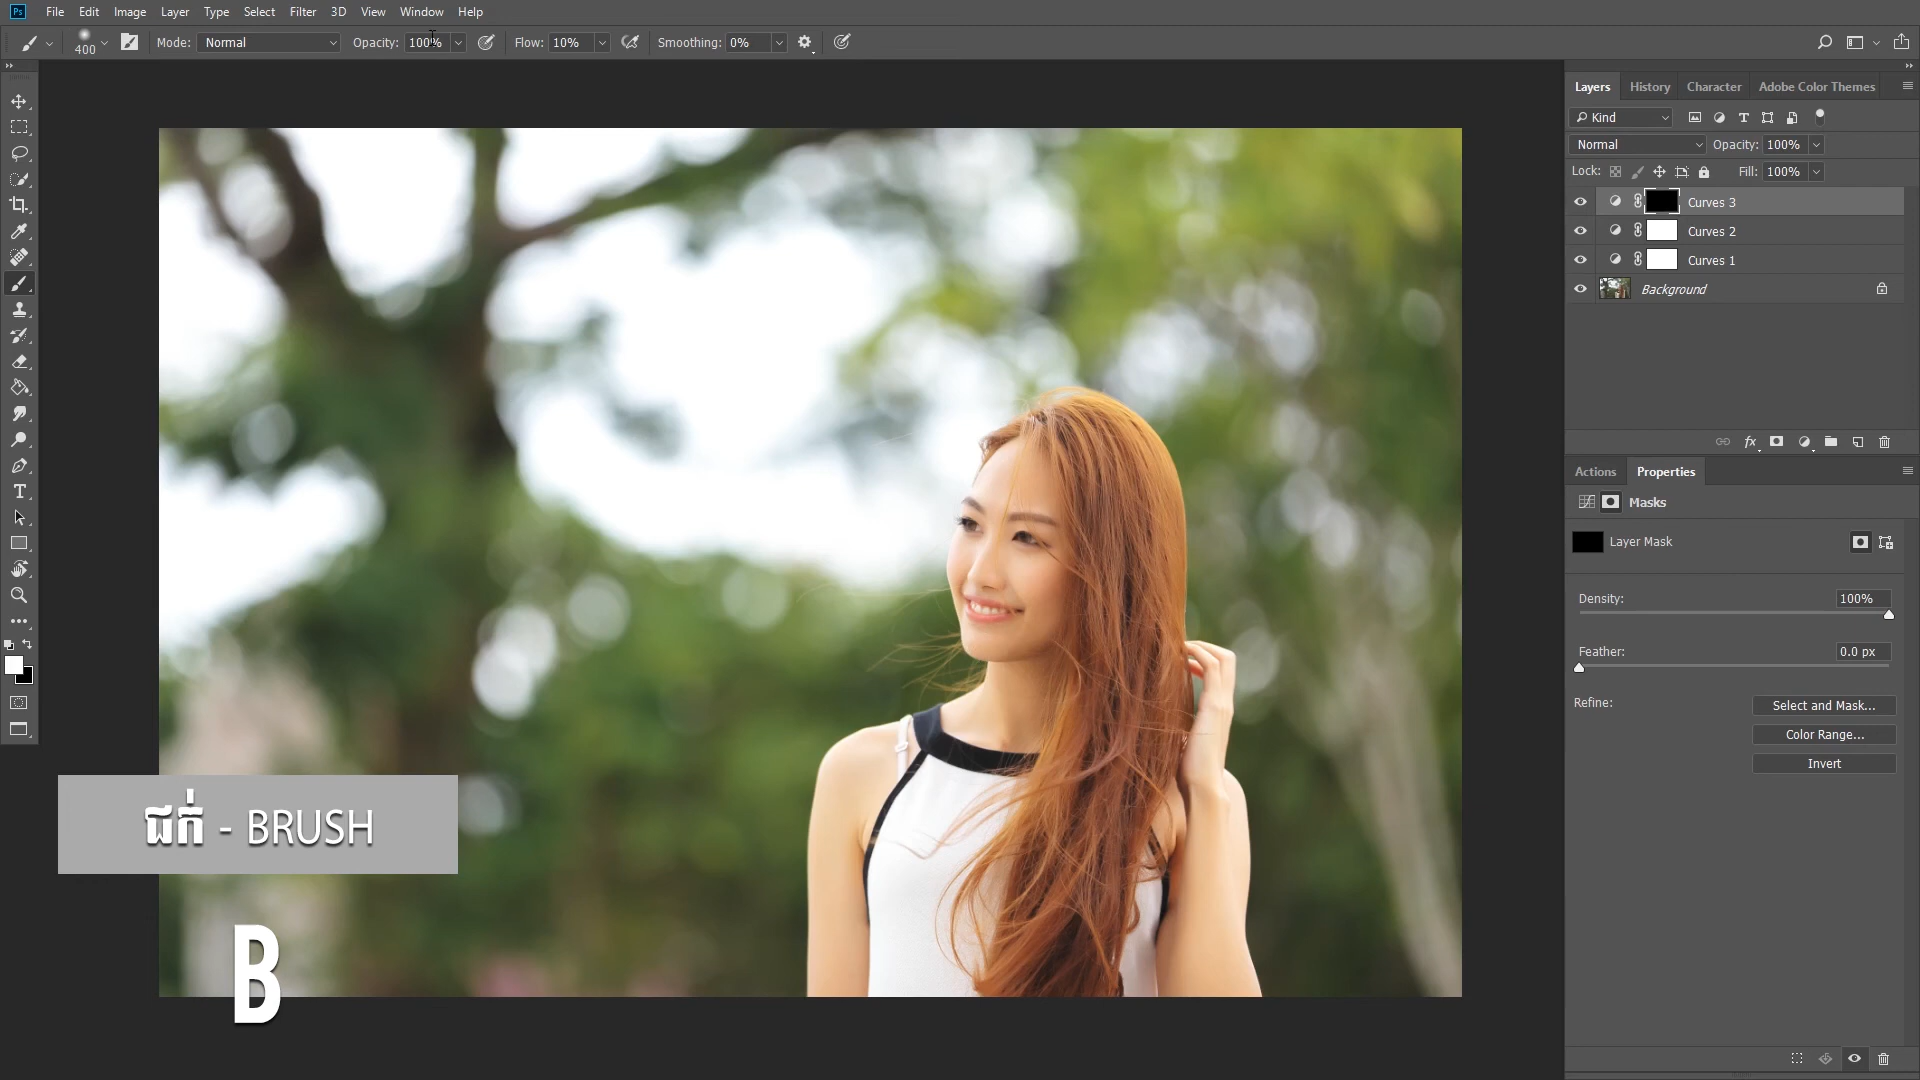 Ps File Edit Image Layer Type Select Filter 3D View Window Help
400 Mode: Normal Opacity: 100% Flow: 10% Smoothing: 0%
Layers History Character Adobe Color Themes
Kind
Normal Opacity: 100%
Lock: Fill: 100%
Curves 3
Curves 2
Curves 1
Background
fx
Actions Properties
Masks
Layer Mask
Density: 100%
Feather: 0.0 px
Refine: Select and Mask...
Color Range...
Invert
ជក់ - BRUSH
B